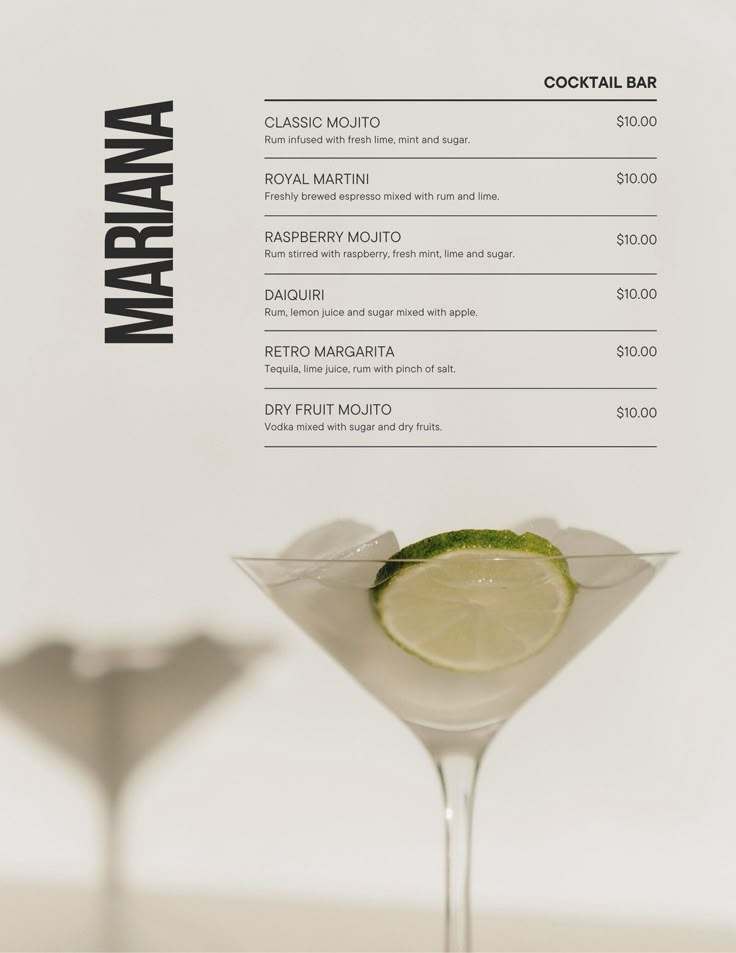 MARIANA
COCKTAIL BAR
CLASSIC MOJITO $10.00
Rum infused with fresh lime, mint and sugar.
ROYAL MARTINI $10.00
Freshly brewed espresso mixed with rum and lime.
RASPBERRY MOJITO $10.00
Rum stirred with raspberry, fresh mint, lime and sugar.
DAIQUIRI $10.00
Rum, lemon juice and sugar mixed with apple.
RETRO MARGARITA $10.00
Tequila, lime juice, rum with pinch of salt.
DRY FRUIT MOJITO $10.00
Vodka mixed with sugar and dry fruits.